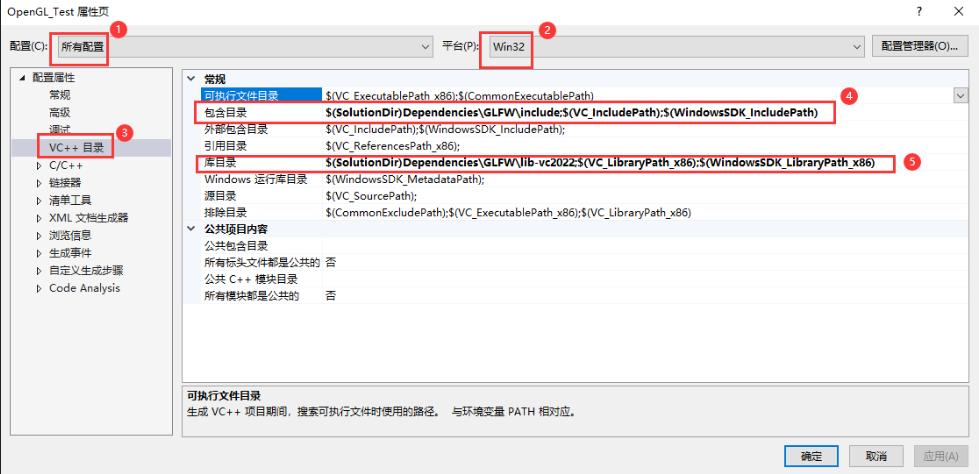 OpenGL_Test 属性页
? ×
1
2
配置(C): 所有配置 平台(P): Win32 配置管理器(O)...
配置属性
常规
高级
调试
3
VC++ 目录
C/C++
链接器
清单工具
XML 文档生成器
浏览信息
生成事件
自定义生成步骤
Code Analysis
常规
可执行文件目录 $(VC_ExecutablePath_x86);$(CommonExecutablePath)
4
包含目录 $(SolutionDir)Dependencies\GLFW\include;$(VC_IncludePath);$(WindowsSDK_IncludePath)
外部包含目录 $(VC_IncludePath);$(WindowsSDK_IncludePath);
引用目录 $(VC_ReferencesPath_x86);
库目录 $(SolutionDir)Dependencies\GLFW\lib-vc2022;$(VC_LibraryPath_x86);$(WindowsSDK_LibraryPath_x86)
5
Windows 运行库目录 $(WindowsSDK_MetadataPath);
源目录 $(VC_SourcePath);
排除目录 $(CommonExcludePath);$(VC_ExecutablePath_x86);$(VC_LibraryPath_x86)
公共项目内容
公共包含目录
所有标头文件都是公共的 否
公共 C++ 模块目录
所有模块都是公共的 否
可执行文件目录
生成 VC++ 项目期间，搜索可执行文件时使用的路径。 与环境变量 PATH 相对应。
确定 取消 应用(A)